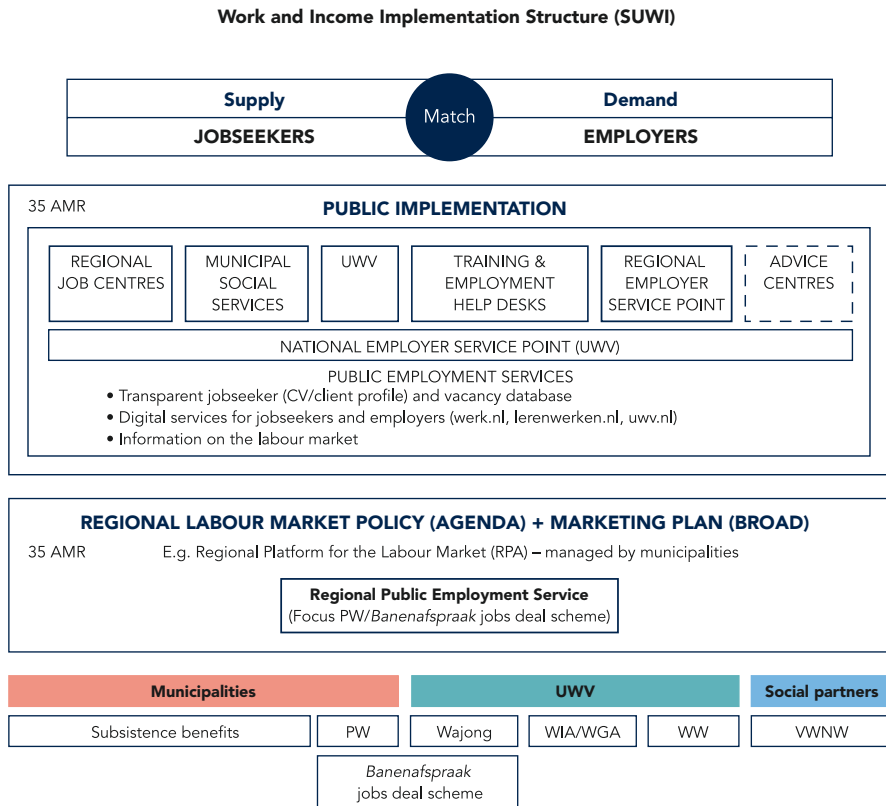 Work and Income Implementation Structure (SUWI)
Supply
Match
Demand
JOBSEEKERS
EMPLOYERS
35 AMR
PUBLIC IMPLEMENTATION
REGIONAL
JOB CENTRES
MUNICIPAL
SOCIAL
SERVICES
UWV
TRAINING &
EMPLOYMENT
HELP DESKS
REGIONAL
EMPLOYER
SERVICE POINT
ADVICE
CENTRES
NATIONAL EMPLOYER SERVICE POINT (UWV)
PUBLIC EMPLOYMENT SERVICES
• Transparent jobseeker (CV/client profile) and vacancy database
• Digital services for jobseekers and employers (werk.nl, lerenwerken.nl, uwv.nl)
• Information on the labour market
REGIONAL LABOUR MARKET POLICY (AGENDA) + MARKETING PLAN (BROAD)
35 AMR
E.g. Regional Platform for the Labour Market (RPA) – managed by municipalities
Regional Public Employment Service
(Focus PW/Banenafspraak jobs deal scheme)
Municipalities
UWV
Social partners
Subsistence benefits
PW
Wajong
WIA/WGA
WW
VWNW
Banenafspraak
jobs deal scheme